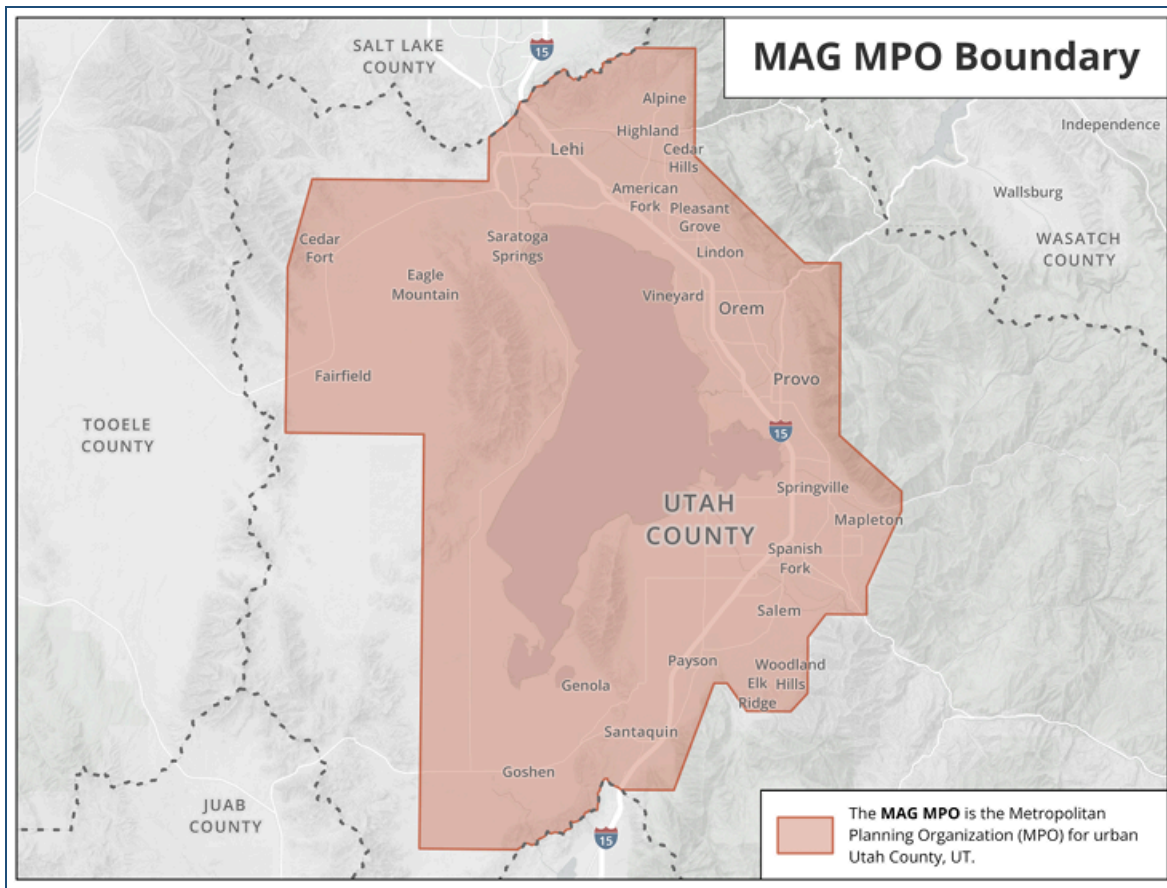 MAG MPO Boundary
SALT LAKE
COUNTY
15
Alpine
Independence
Highland
Lehi
Cedar
Hills
American
Fork
Wallsburg
Pleasant
Grove
Cedar
Fort
Saratoga
Springs
Lindon
WASATCH
COUNTY
Eagle
Mountain
Vineyard
Orem
Fairfield
Provo
TOOELE
COUNTY
15
Springville
UTAH
COUNTY
Mapleton
Spanish
Fork
Salem
Payson
Woodland
Hills
Elk
Ridge
Genola
Santaquin
Goshen
JUAB
COUNTY
15
The MAG MPO is the Metropolitan
Planning Organization (MPO) for urban
Utah County, UT.